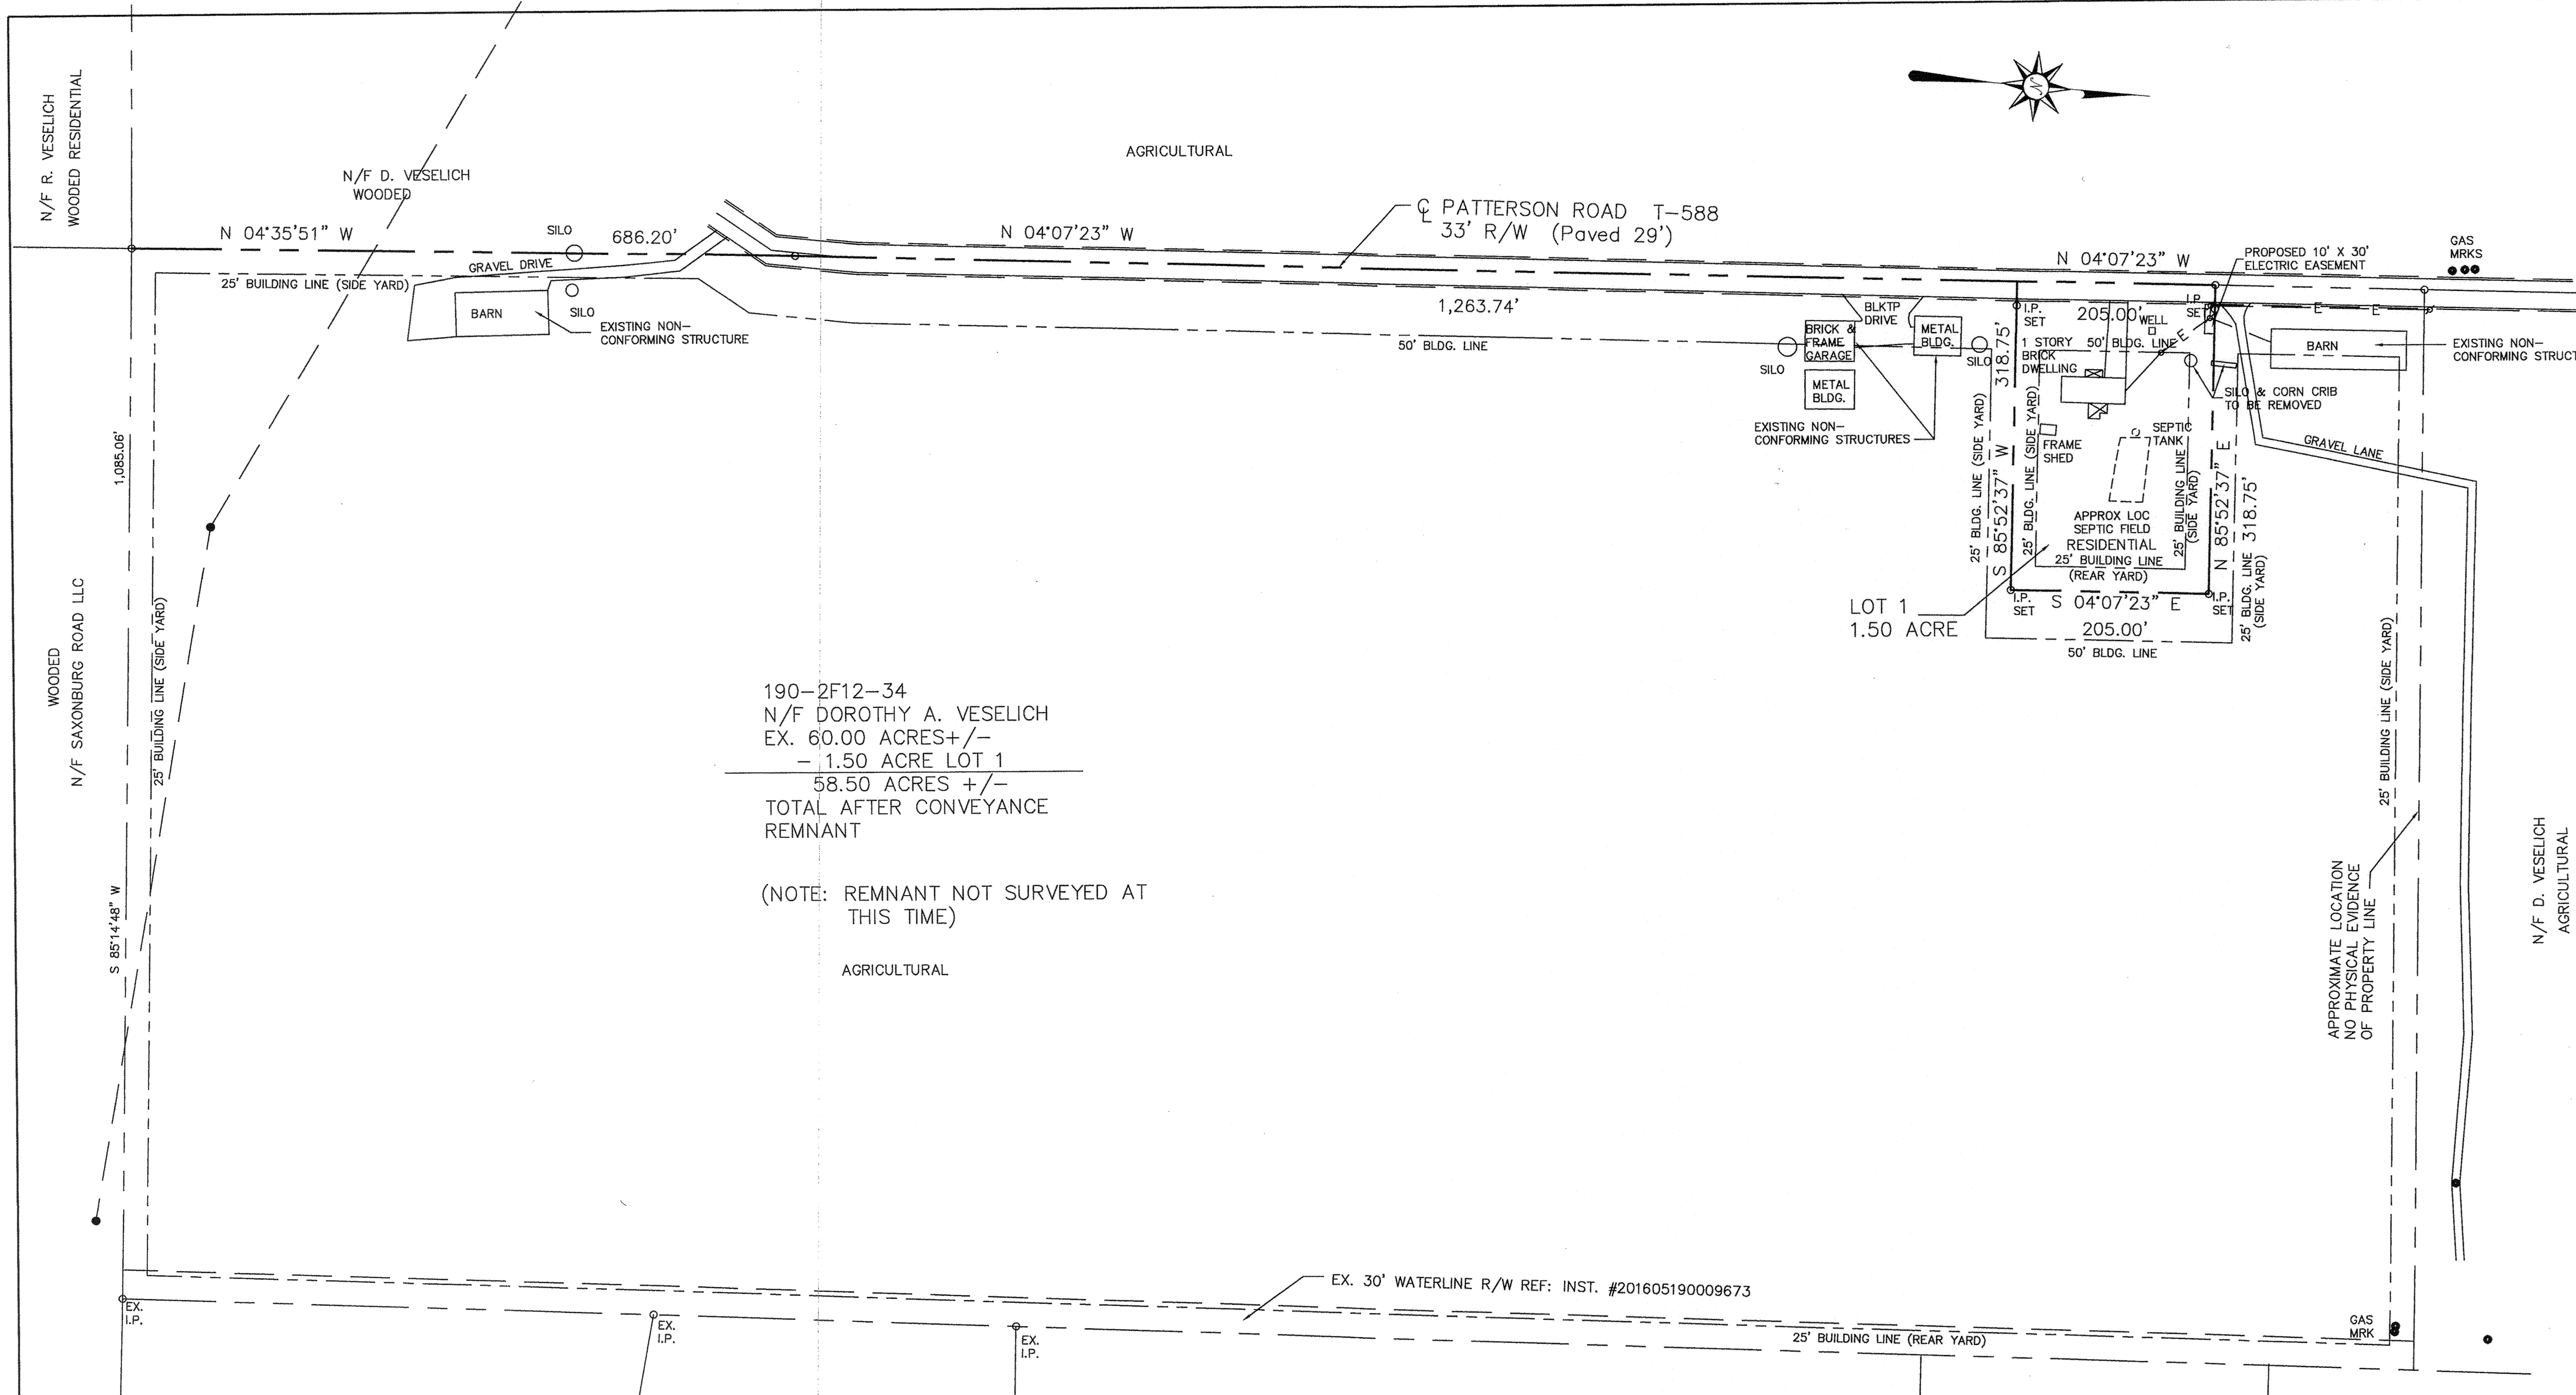 N/F R. VESELICH
WOODED RESIDENTIAL
N/F D. VESELICH
WOODED
AGRICULTURAL
N
℄ PATTERSON ROAD T-588
33' R/W (Paved 29')
N 04°35'51" W
SILO
686.20'
N 04°07'23" W
GRAVEL DRIVE
25' BUILDING LINE (SIDE YARD)
BARN
SILO
EXISTING NON-
CONFORMING STRUCTURE
1,263.74'
50' BLDG. LINE
N 04°07'23" W
PROPOSED 10' X 30'
ELECTRIC EASEMENT
GAS
MRKS
BLKTP
DRIVE
BRICK &
FRAME
GARAGE
METAL
BLDG.
SILO
METAL
BLDG.
SILO
EXISTING NON-
CONFORMING STRUCTURES
I.P.
SET
205.00'
I.P.
SET
WELL
E
E
E
1 STORY
BRICK
DWELLING
50' BLDG. LINE
BARN
EXISTING NON-
CONFORMING STRUCT
SILO & CORN CRIB
TO BE REMOVED
GRAVEL LANE
318.75'
S 85°52'37" W
25' BLDG. LINE (SIDE YARD)
25' BLDG. LINE (SIDE YARD)
FRAME
SHED
SEPTIC
TANK
25' BUILDING LINE
(SIDE YARD)
N 85°52'37" E
318.75'
25' BLDG. LINE
(SIDE YARD)
APPROX LOC
SEPTIC FIELD
RESIDENTIAL
25' BUILDING LINE
(REAR YARD)
I.P.
SET
S 04°07'23" E
I.P.
SET
205.00'
50' BLDG. LINE
LOT 1
1.50 ACRE
1,085.06'
S 85°14'48" W
25' BUILDING LINE (SIDE YARD)
WOODED
N/F SAXONBURG ROAD LLC
190-2F12-34
N/F DOROTHY A. VESELICH
EX. 60.00 ACRES+/-
- 1.50 ACRE LOT 1
58.50 ACRES +/-
TOTAL AFTER CONVEYANCE
REMNANT
(NOTE: REMNANT NOT SURVEYED AT
THIS TIME)
AGRICULTURAL
25' BUILDING LINE (SIDE YARD)
APPROXIMATE LOCATION
NO PHYSICAL EVIDENCE
OF PROPERTY LINE
N/F D. VESELICH
AGRICULTURAL
EX. 30' WATERLINE R/W REF: INST. #201605190009673
25' BUILDING LINE (REAR YARD)
GAS
MRK
EX.
I.P.
EX.
I.P.
EX.
I.P.